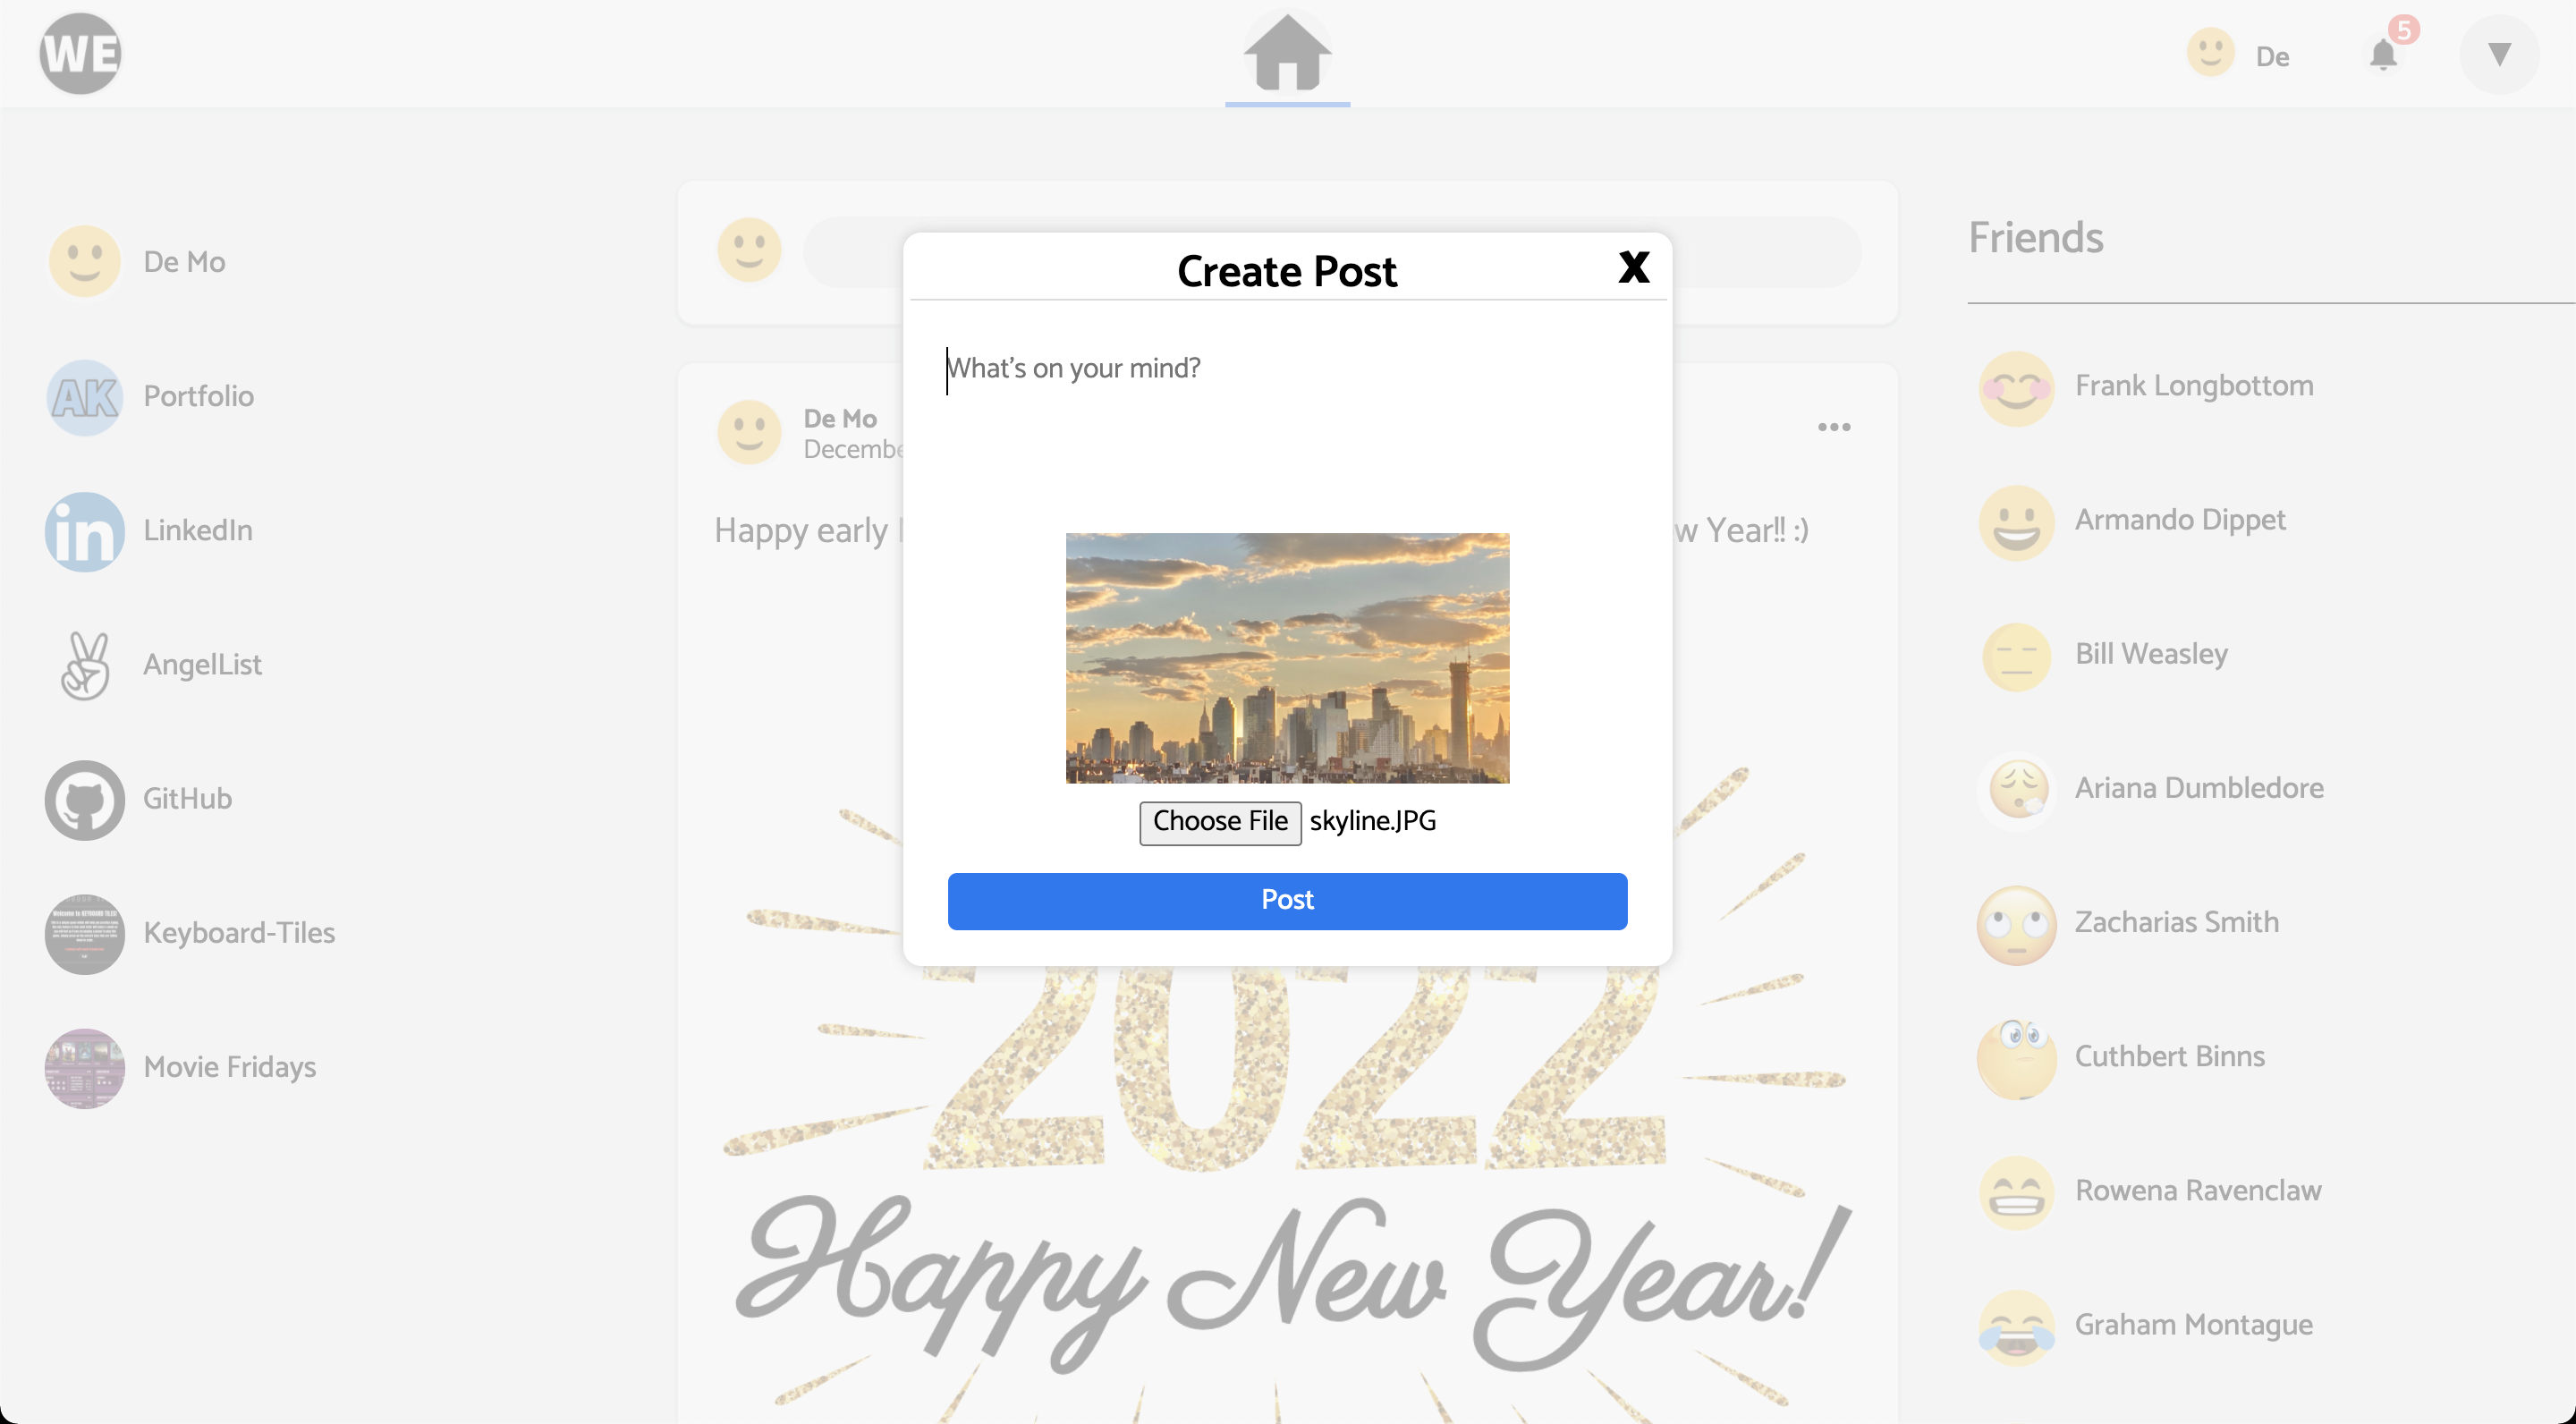 WE
De
5
▼
De Mo
Portfolio
LinkedIn
AngelList
GitHub
Keyboard-Tiles
Movie Fridays
AK
in
Create Post
X
What's on your mind?
Choose File skyline.JPG
Post
De Mo
Decembe
•••
Happy early
w Year!! :)
2022
Happy New Year!
Friends
Frank Longbottom
Armando Dippet
Bill Weasley
Ariana Dumbledore
Zacharias Smith
Cuthbert Binns
Rowena Ravenclaw
Graham Montague